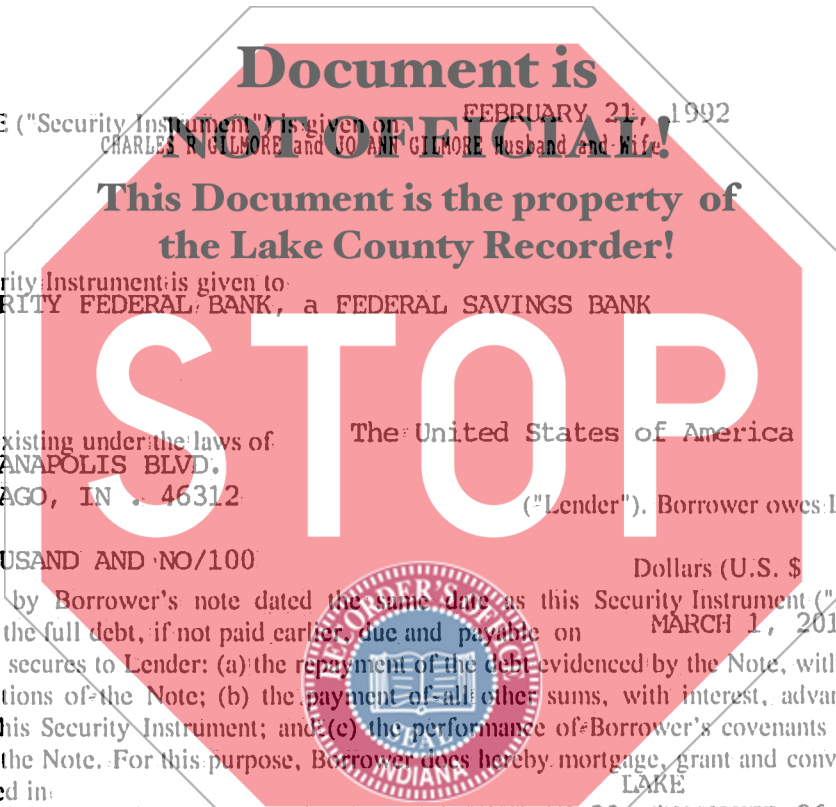 Document is
E ("Security Instrument") is given on FEBRUARY 21, 1992
NOT OFFICIAL!
CHARLES R GILMORE and JO ANN GILMORE Husband and Wife
This Document is the property of
the Lake County Recorder!
rity Instrument is given to
RITY FEDERAL BANK, a FEDERAL SAVINGS BANK
STOP
xisting under the laws of The United States of America
ANAPOLIS BLVD.
AGO, IN . 46312
("Lender"). Borrower owes L
USAND AND NO/100
Dollars (U.S. $
by Borrower's note dated the same date as this Security Instrument ("
the full debt, if not paid earlier, due and payable on MARCH 1, 201
secures to Lender: (a) the repayment of the debt evidenced by the Note, with
tions of the Note; (b) the payment of all other sums, with interest, advan
his Security Instrument; and (c) the performance of Borrower's covenants
the Note. For this purpose, Borrower does hereby mortgage, grant and conv
ed in LAKE
RECORDER'S OFFICE
SEAL
INDIANA